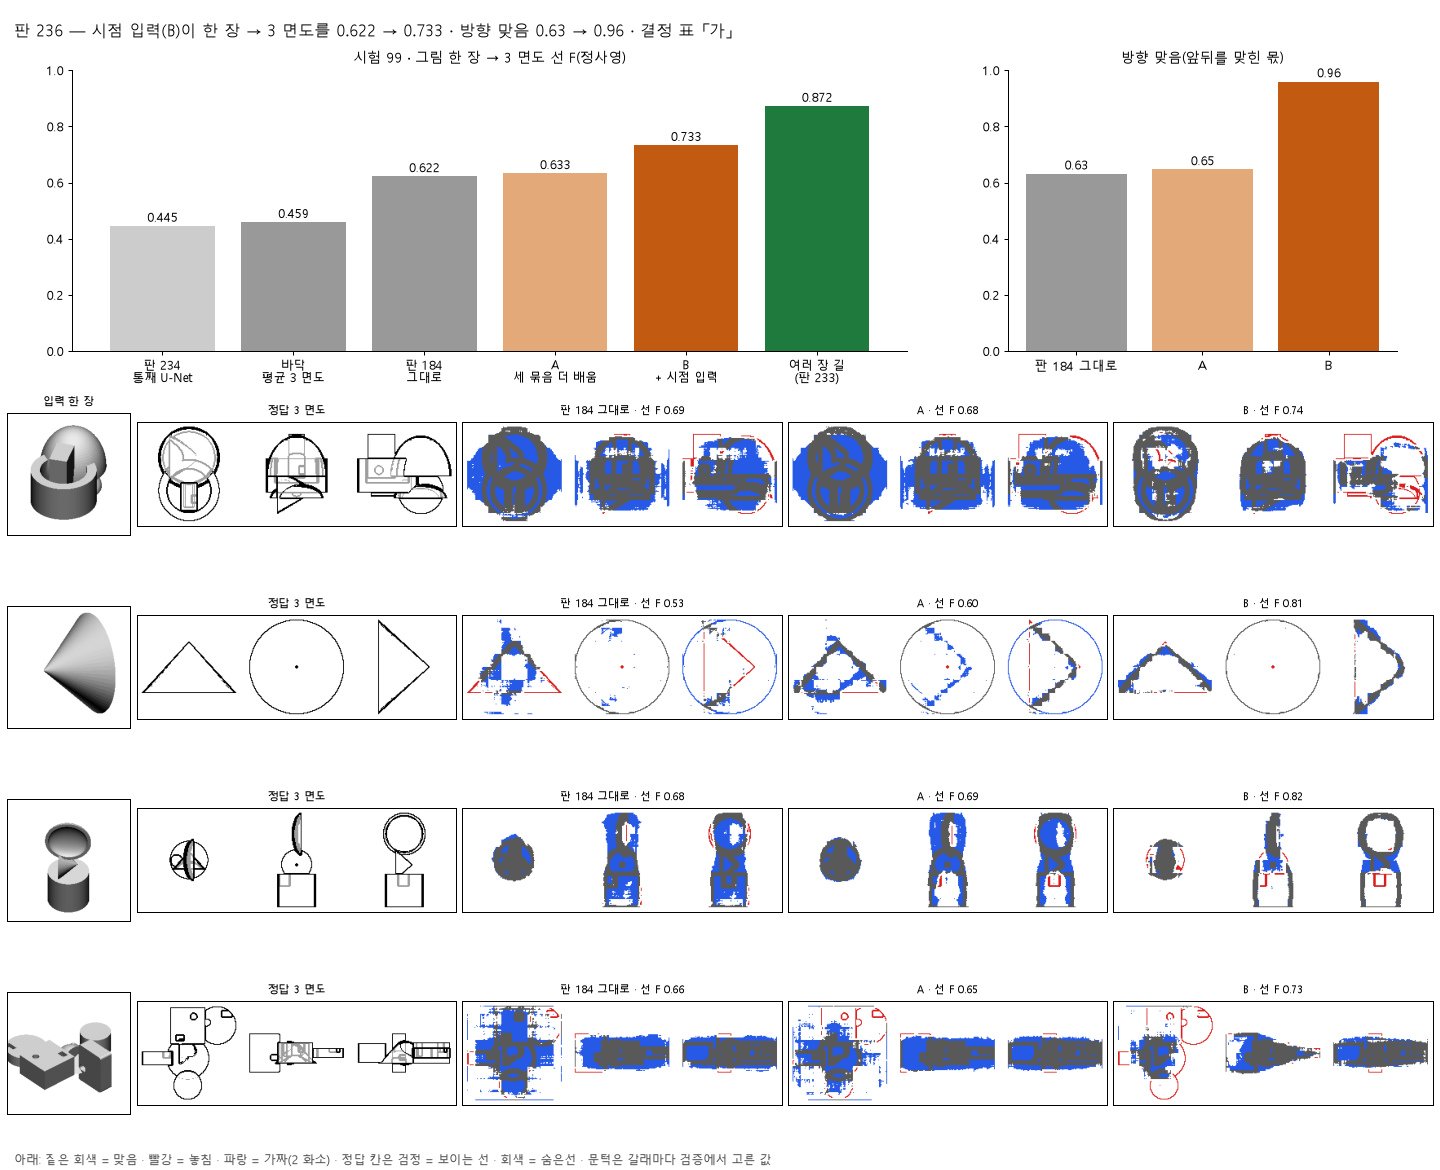 판 236 — 시점 입력(B)이 한 장 → 3 면도를 0.622 → 0.733 · 방향 맞음 0.63 → 0.96 · 결정 표 「가」
시험 99 · 그림 한 장 → 3 면도 선 F(정사영)
1.0
0.8
0.6
0.4
0.2
0.0
0.445
0.459
0.622
0.633
0.733
0.872
판 234
통째 U-Net
바닥
평균 3 면도
판 184
그대로
A
세 묶음 더 배움
B
+ 시점 입력
여러 장 길
(판 233)
방향 맞음(앞뒤를 맞힌 몫)
1.0
0.8
0.6
0.4
0.2
0.0
0.63
0.65
0.96
판 184 그대로
A
B
입력 한 장
정답 3 면도
판 184 그대로 · 선 F 0.69
A · 선 F 0.68
B · 선 F 0.74
정답 3 면도
판 184 그대로 · 선 F 0.53
A · 선 F 0.60
B · 선 F 0.81
정답 3 면도
판 184 그대로 · 선 F 0.68
A · 선 F 0.69
B · 선 F 0.82
정답 3 면도
판 184 그대로 · 선 F 0.66
A · 선 F 0.65
B · 선 F 0.73
아래: 짙은 회색 = 맞음 · 빨강 = 놓침 · 파랑 = 가짜(2 화소) · 정답 칸은 검정 = 보이는 선 · 회색 = 숨은선 · 문턱은 갈래마다 검증에서 고른 값